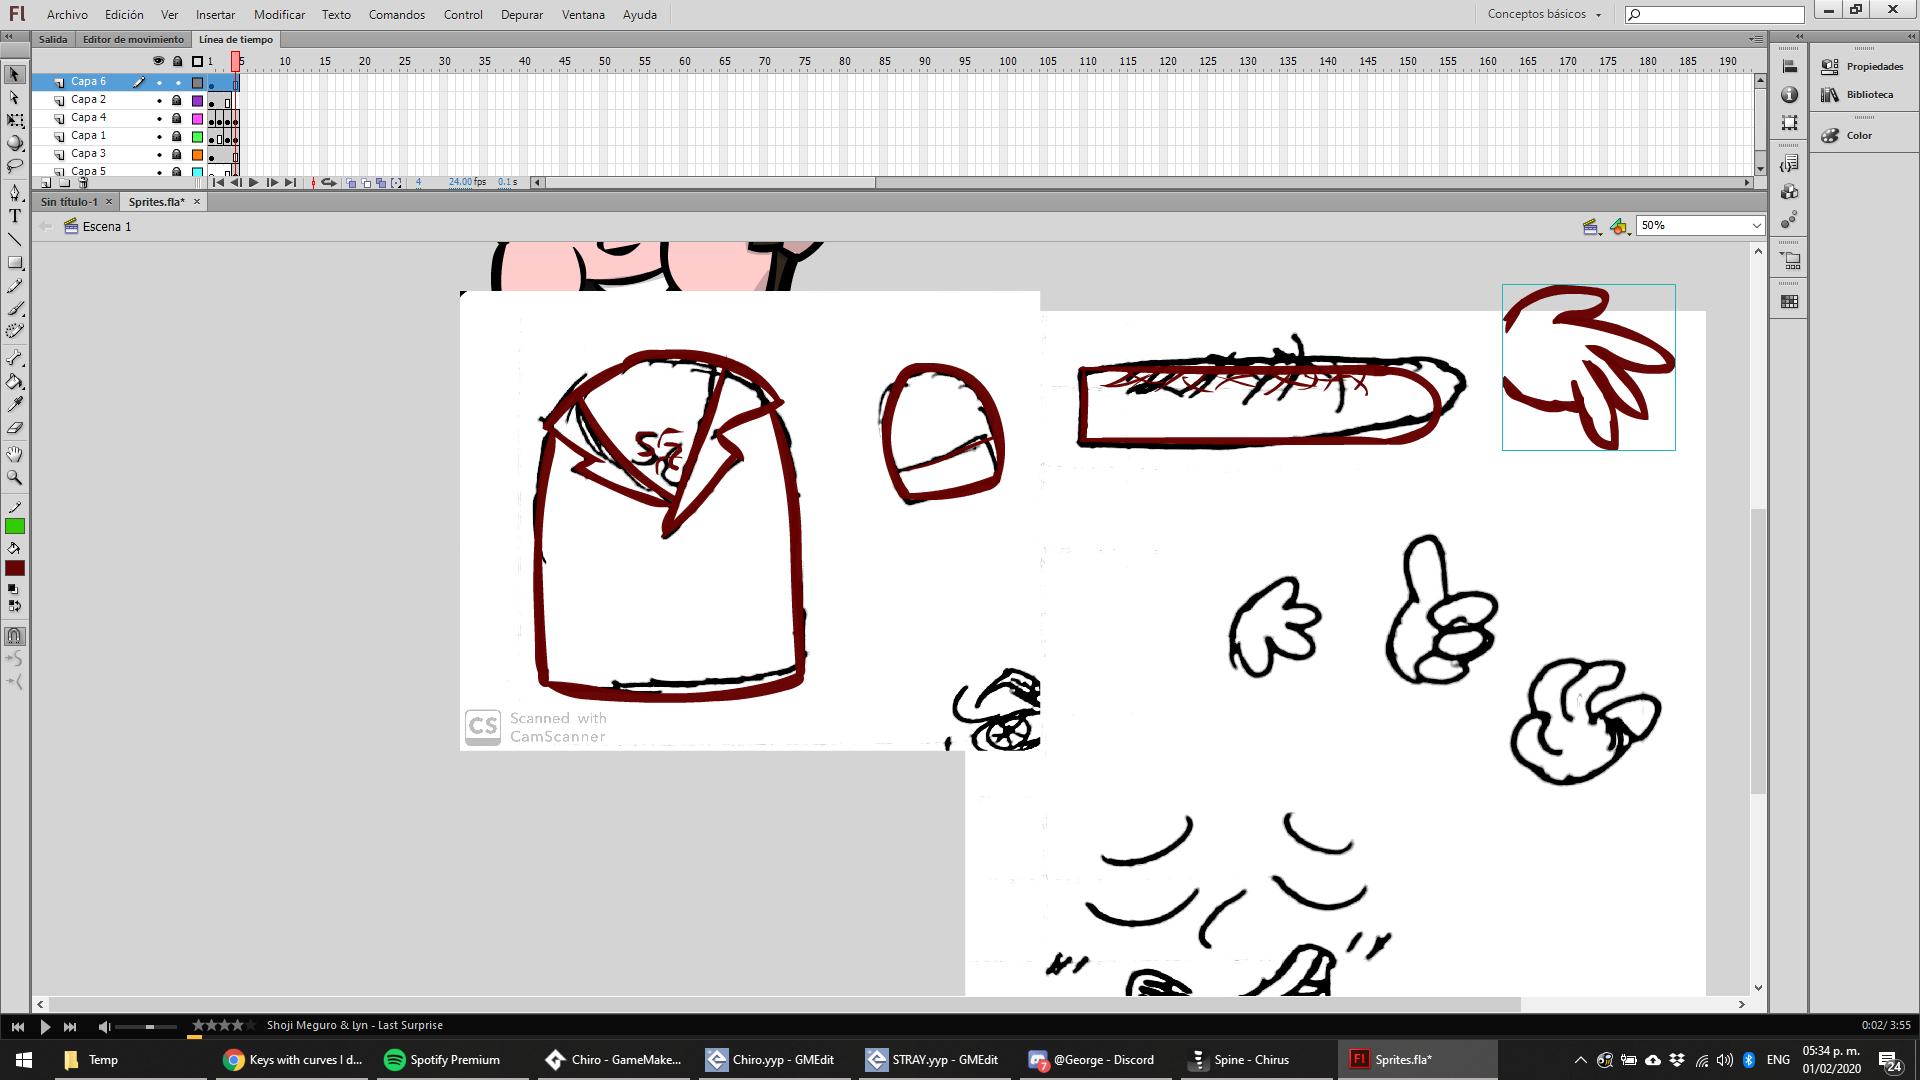 Fl Archivo Edición Ver Insertar Modificar Texto Comandos Control Depurar Ventana Ayuda Conceptos básicos
Salida Editor de movimiento Línea de tiempo
1 5 10 15 20 25 30 35 40 45 50 55 60 65 70 75 80 85 90 95 100 105 110 115 120 125 130 135 140 145 150 155 160 165 170 175 180 185 190
Capa 6
Capa 2
Capa 4
Capa 1
Capa 3
Capa 5
4 24.00 fps 0.1 s
Propiedades
Biblioteca
Color
Sin título-1 Sprites.fla*
Escena 1 50%
CS Scanned with
CamScanner
Shoji Meguro & Lyn - Last Surprise 0:02/ 3:55
Temp Keys with curves I d... Spotify Premium Chiro - GameMake... Chiro.yyp - GMEdit STRAY.yyp - GMEdit 7 @George - Discord Spine - Chirus Fl Sprites.fla* ENG 05:34 p. m. 24
01/02/2020